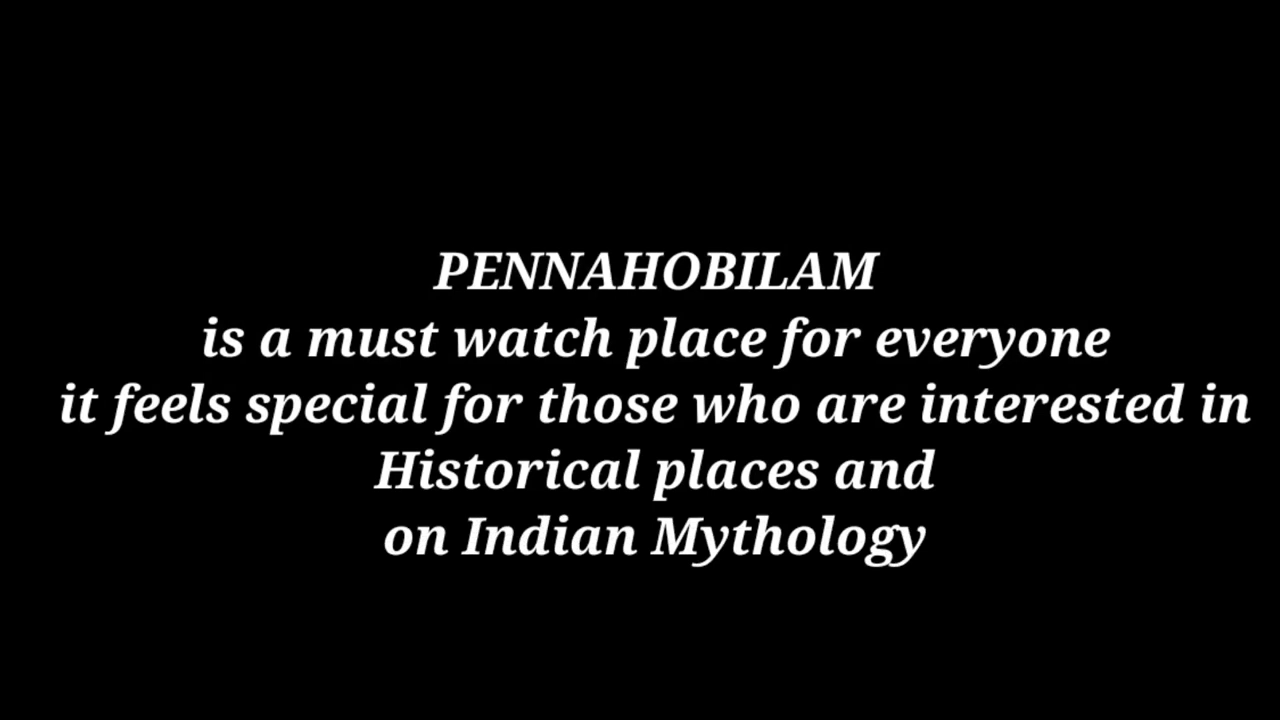 PENNAHOBILAM
is a must watch place for everyone
it feels special for those who are interested in
Historical places and
on Indian Mythology